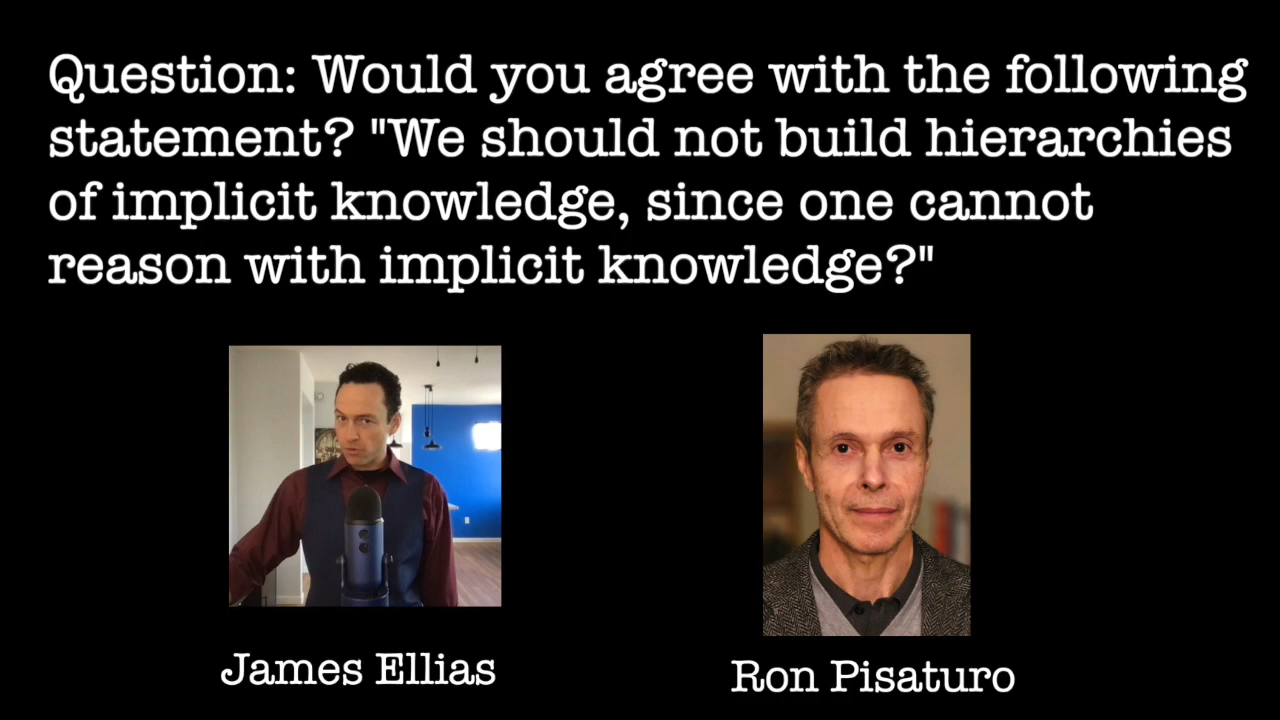 Question: Would you agree with the following
statement? "We should not build hierarchies
of implicit knowledge, since one cannot
reason with implicit knowledge?"
James Ellias
Ron Pisaturo